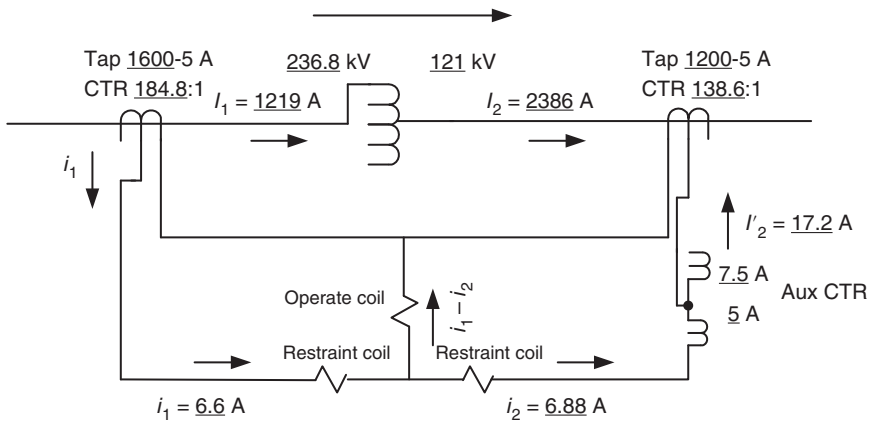 Tap 1600-5 A
CTR 184.8:1
236.8 kV
121 kV
Tap 1200-5 A
CTR 138.6:1
I1 = 1219 A
I2 = 2386 A
i1
I'2 = 17.2 A
7.5 A
Aux CTR
5 A
Operate coil
i1 – i2
Restraint coil
Restraint coil
i1 = 6.6 A
i2 = 6.88 A